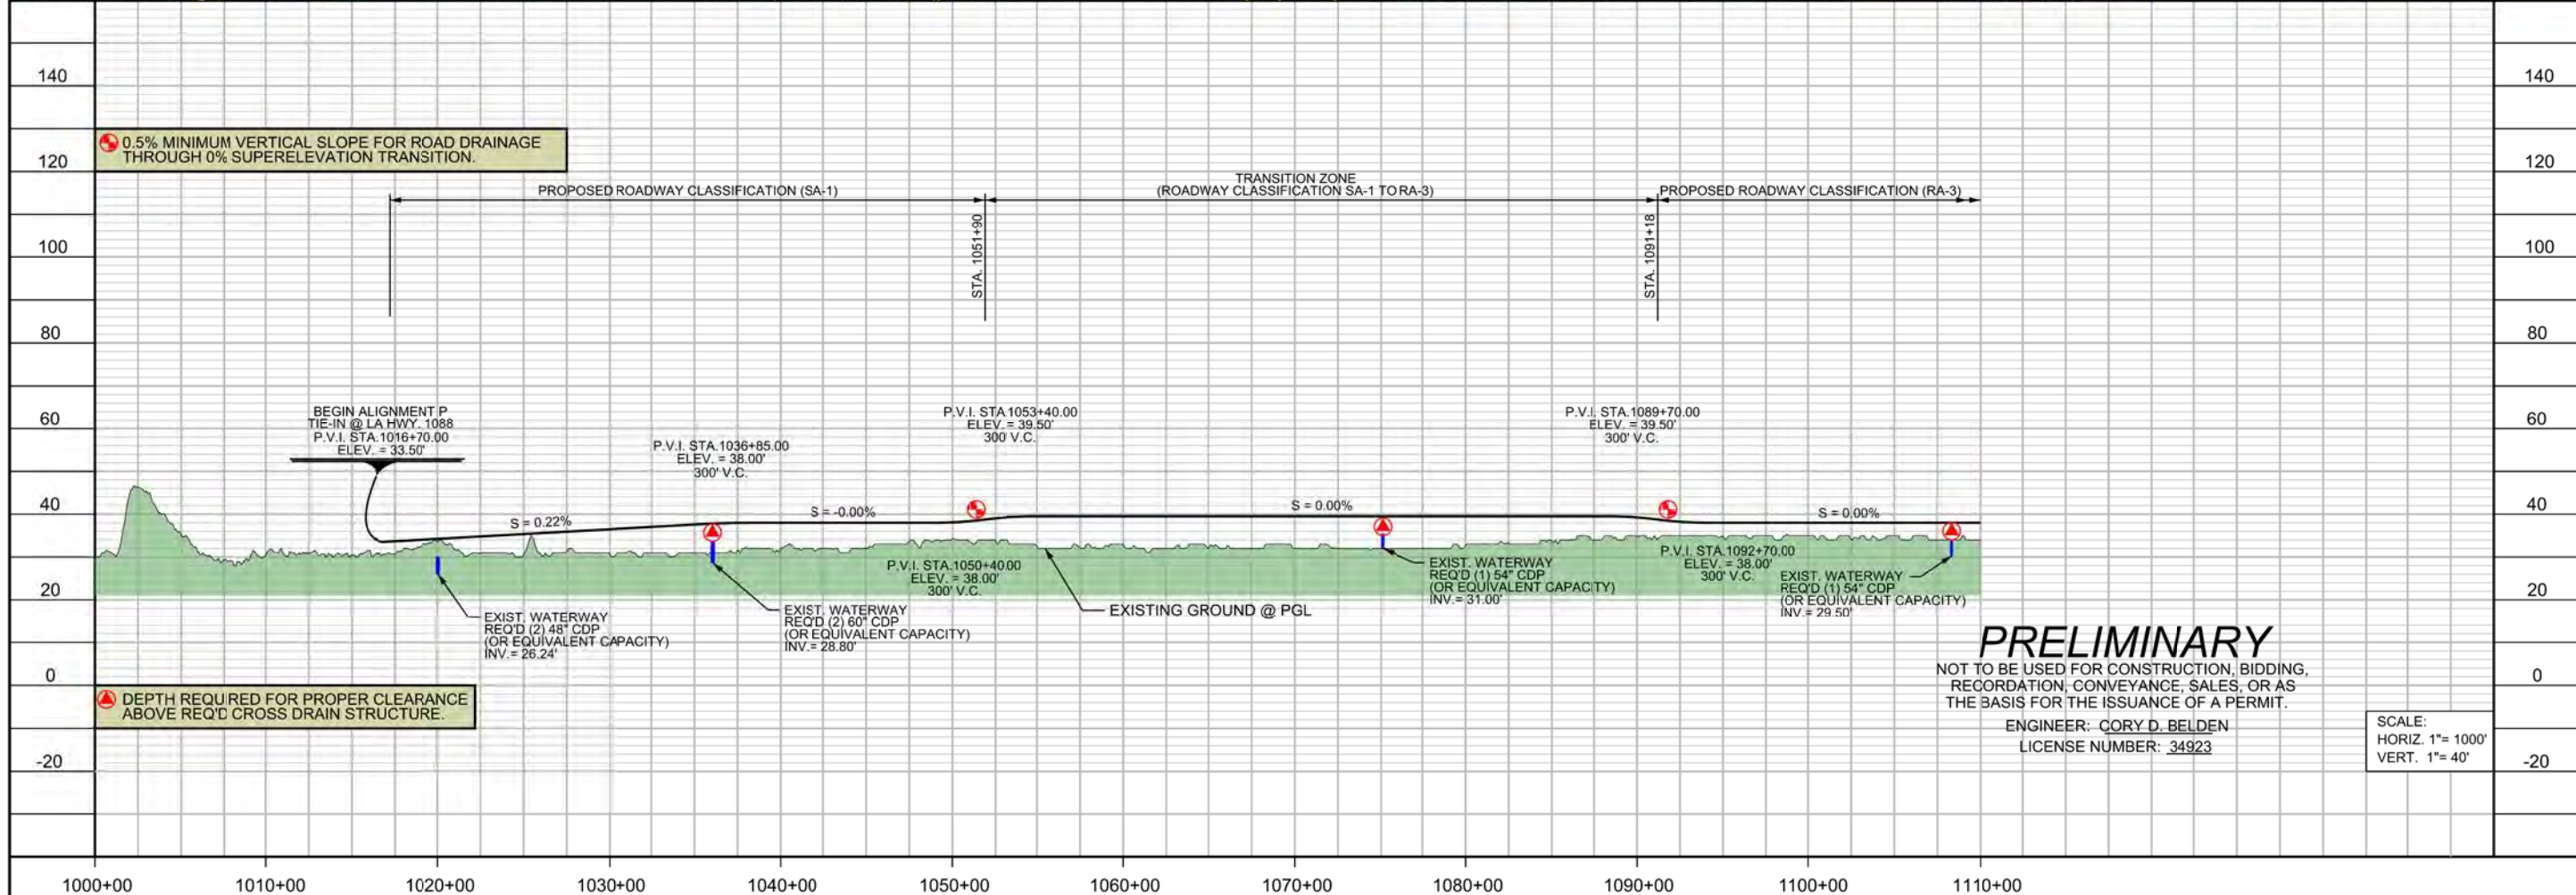 140
120
100
80
60
40
20
0
-20
0.5% MINIMUM VERTICAL SLOPE FOR ROAD DRAINAGE
THROUGH 0% SUPERELEVATION TRANSITION.
PROPOSED ROADWAY CLASSIFICATION (SA-1)
TRANSITION ZONE
(ROADWAY CLASSIFICATION SA-1 TO RA-3)
PROPOSED ROADWAY CLASSIFICATION (RA-3)
STA. 1051+90
STA. 1091+18
BEGIN ALIGNMENT P
TIE-IN @ LA HWY. 1088
P.V.I. STA.1016+70.00
ELEV. = 33.50'
P.V.I. STA.1036+85.00
ELEV. = 38.00'
300' V.C.
P.V.I. STA.1053+40.00
ELEV. = 39.50'
300' V.C.
P.V.I. STA.1089+70.00
ELEV. = 39.50'
300' V.C.
S = 0.22%
S = -0.00%
S = 0.00%
S = 0.00%
P.V.I. STA.1050+40.00
ELEV. = 38.00'
300' V.C.
P.V.I. STA.1092+70.00
ELEV. = 38.00'
300' V.C.
EXIST. WATERWAY
REQ'D (2) 48" CDP
(OR EQUIVALENT CAPACITY)
INV.= 26.24'
EXIST. WATERWAY
REQ'D (2) 60" CDP
(OR EQUIVALENT CAPACITY)
INV.= 28.80'
EXISTING GROUND @ PGL
EXIST. WATERWAY
REQ'D (1) 54" CDP
(OR EQUIVALENT CAPACITY)
INV.= 31.00'
EXIST. WATERWAY
REQ'D (1) 54" CDP
(OR EQUIVALENT CAPACITY)
INV.= 29.50'
DEPTH REQUIRED FOR PROPER CLEARANCE
ABOVE REQ'D CROSS DRAIN STRUCTURE.
PRELIMINARY
NOT TO BE USED FOR CONSTRUCTION, BIDDING,
RECORDATION, CONVEYANCE, SALES, OR AS
THE BASIS FOR THE ISSUANCE OF A PERMIT.
ENGINEER: CORY D. BELDEN
LICENSE NUMBER: 34923
SCALE:
HORIZ. 1"= 1000'
VERT. 1"= 40'
140
120
100
80
60
40
20
0
-20
1000+00
1010+00
1020+00
1030+00
1040+00
1050+00
1060+00
1070+00
1080+00
1090+00
1100+00
1110+00